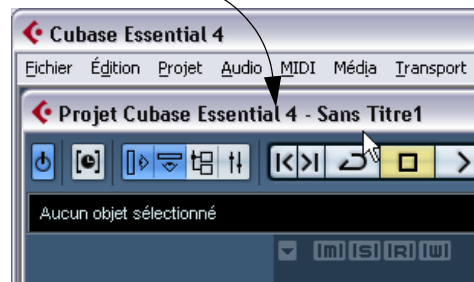 Cubase Essential 4
Fichier Édition Projet Audio MIDI Média Transport
Projet Cubase Essential 4 - Sans Titre1
Aucun objet sélectionné
m s R w